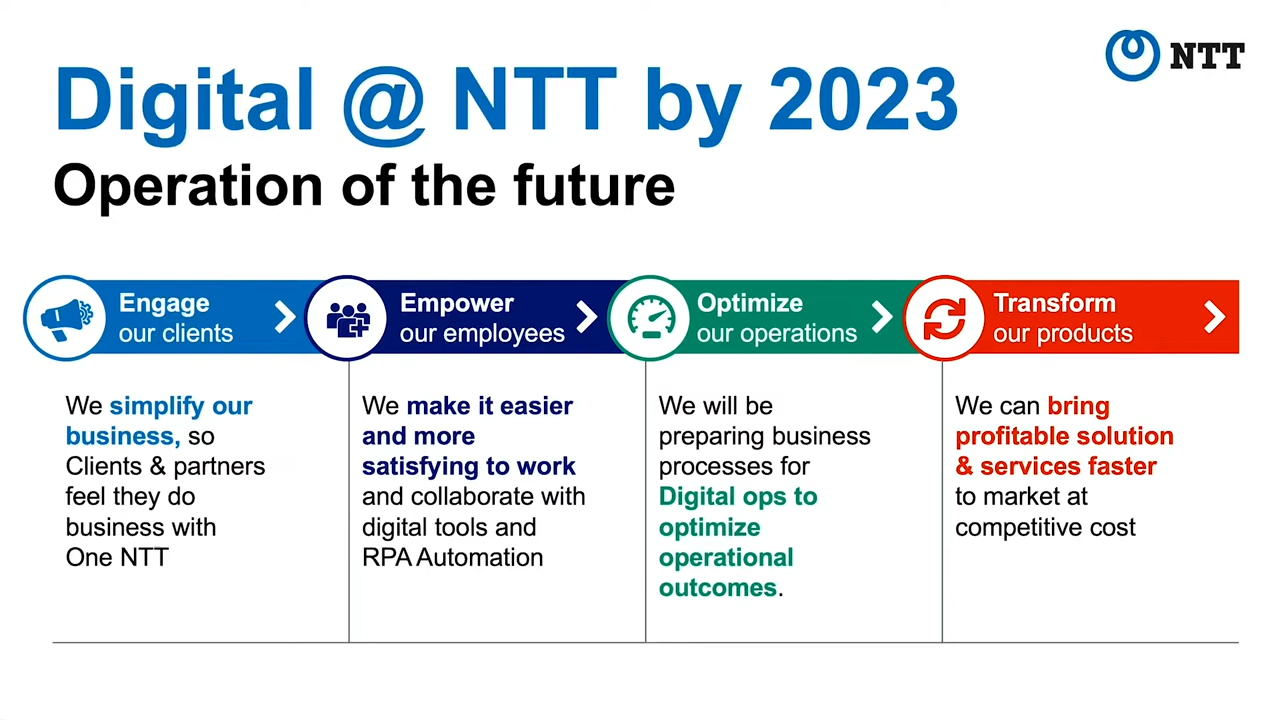 NTT
Digital @ NTT by 2023
Operation of the future
Engage
our clients
Empower
our employees
Optimize
our operations
Transform
our products
We simplify our
business, so
Clients & partners
feel they do
business with
One NTT
We make it easier
and more
satisfying to work
and collaborate with
digital tools and
RPA Automation
We will be
preparing business
processes for
Digital ops to
optimize
operational
outcomes.
We can bring
profitable solution
& services faster
to market at
competitive cost